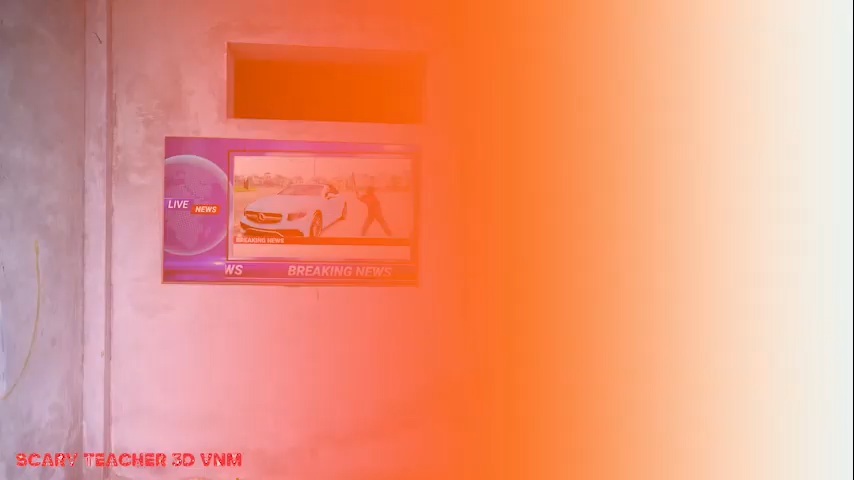 LIVE
NEWS
BREAKING NEWS
WS
BREAKING NEWS
SCARY TEACHER 3D VNM